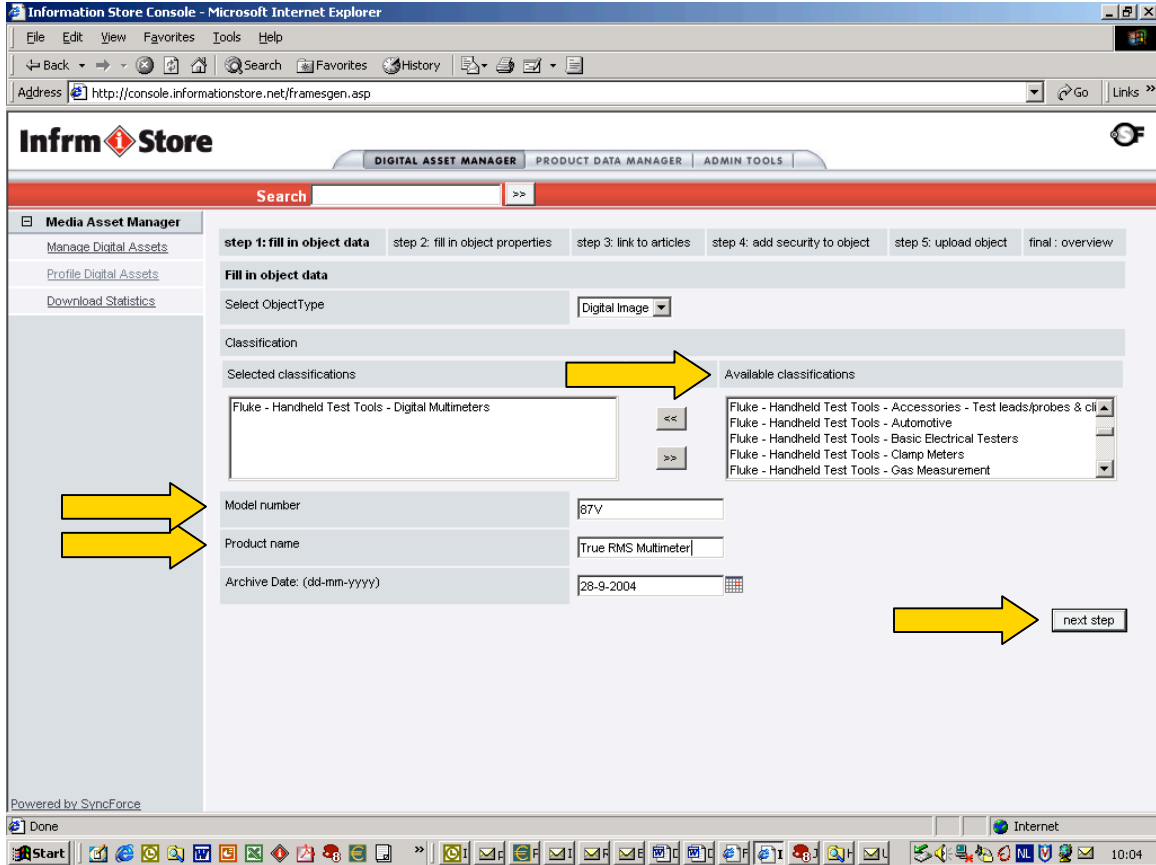 Information Store Console - Microsoft Internet Explorer
File Edit View Favorites Tools Help
Back Search Favorites History
Address http://console.informationstore.net/framesgen.asp Go Links »
Infrm i Store SF
DIGITAL ASSET MANAGER PRODUCT DATA MANAGER ADMIN TOOLS
Search >>
Media Asset Manager
Manage Digital Assets
Profile Digital Assets
Download Statistics
step 1: fill in object data step 2: fill in object properties step 3: link to articles step 4: add security to object step 5: upload object final : overview
Fill in object data
Select ObjectType Digital Image
Classification
Selected classifications Available classifications
Fluke - Handheld Test Tools - Digital Multimeters
<<
>>
Fluke - Handheld Test Tools - Accessories - Test leads/probes & cli
Fluke - Handheld Test Tools - Automotive
Fluke - Handheld Test Tools - Basic Electrical Testers
Fluke - Handheld Test Tools - Clamp Meters
Fluke - Handheld Test Tools - Gas Measurement
Model number 87V
Product name True RMS Multimeter
Archive Date: (dd-mm-yyyy) 28-9-2004
next step
Powered by SyncForce
Done Internet
Start » NL 10:04